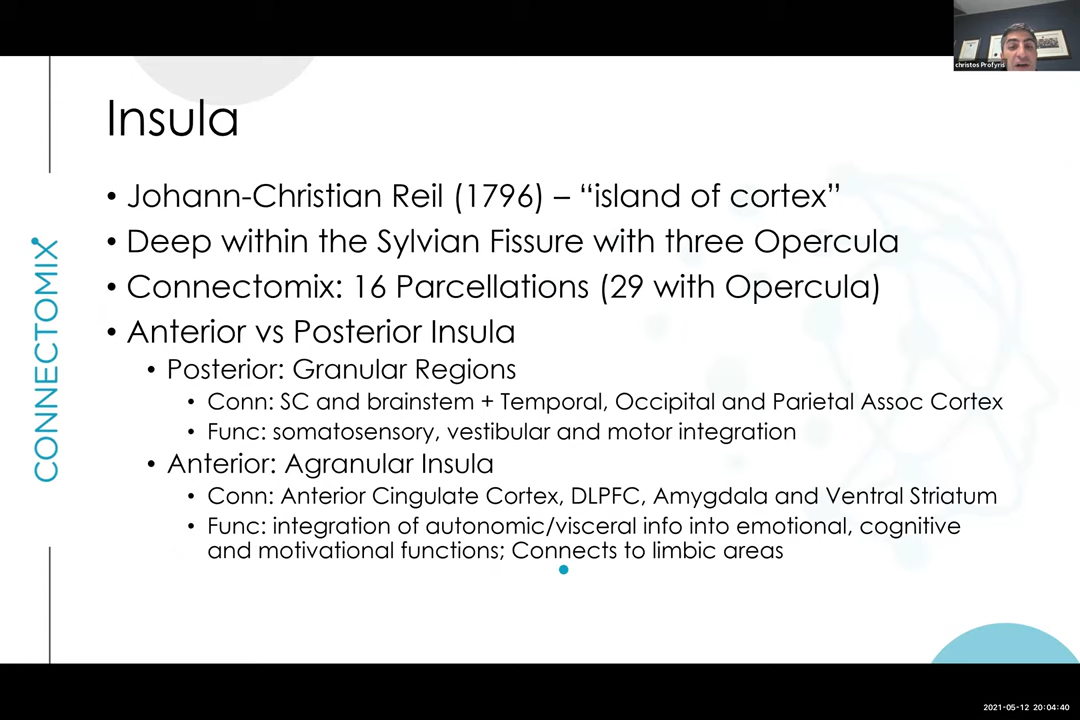 christos Profyris
Insula
• Johann-Christian Reil (1796) – “island of cortex”
• Deep within the Sylvian Fissure with three Opercula
• Connectomix: 16 Parcellations (29 with Opercula)
• Anterior vs Posterior Insula
• Posterior: Granular Regions
• Conn: SC and brainstem + Temporal, Occipital and Parietal Assoc Cortex
• Func: somatosensory, vestibular and motor integration
• Anterior: Agranular Insula
• Conn: Anterior Cingulate Cortex, DLPFC, Amygdala and Ventral Striatum
• Func: integration of autonomic/visceral info into emotional, cognitive
and motivational functions; Connects to limbic areas
CONNECTOMIX
2021-05-12 20:04:40